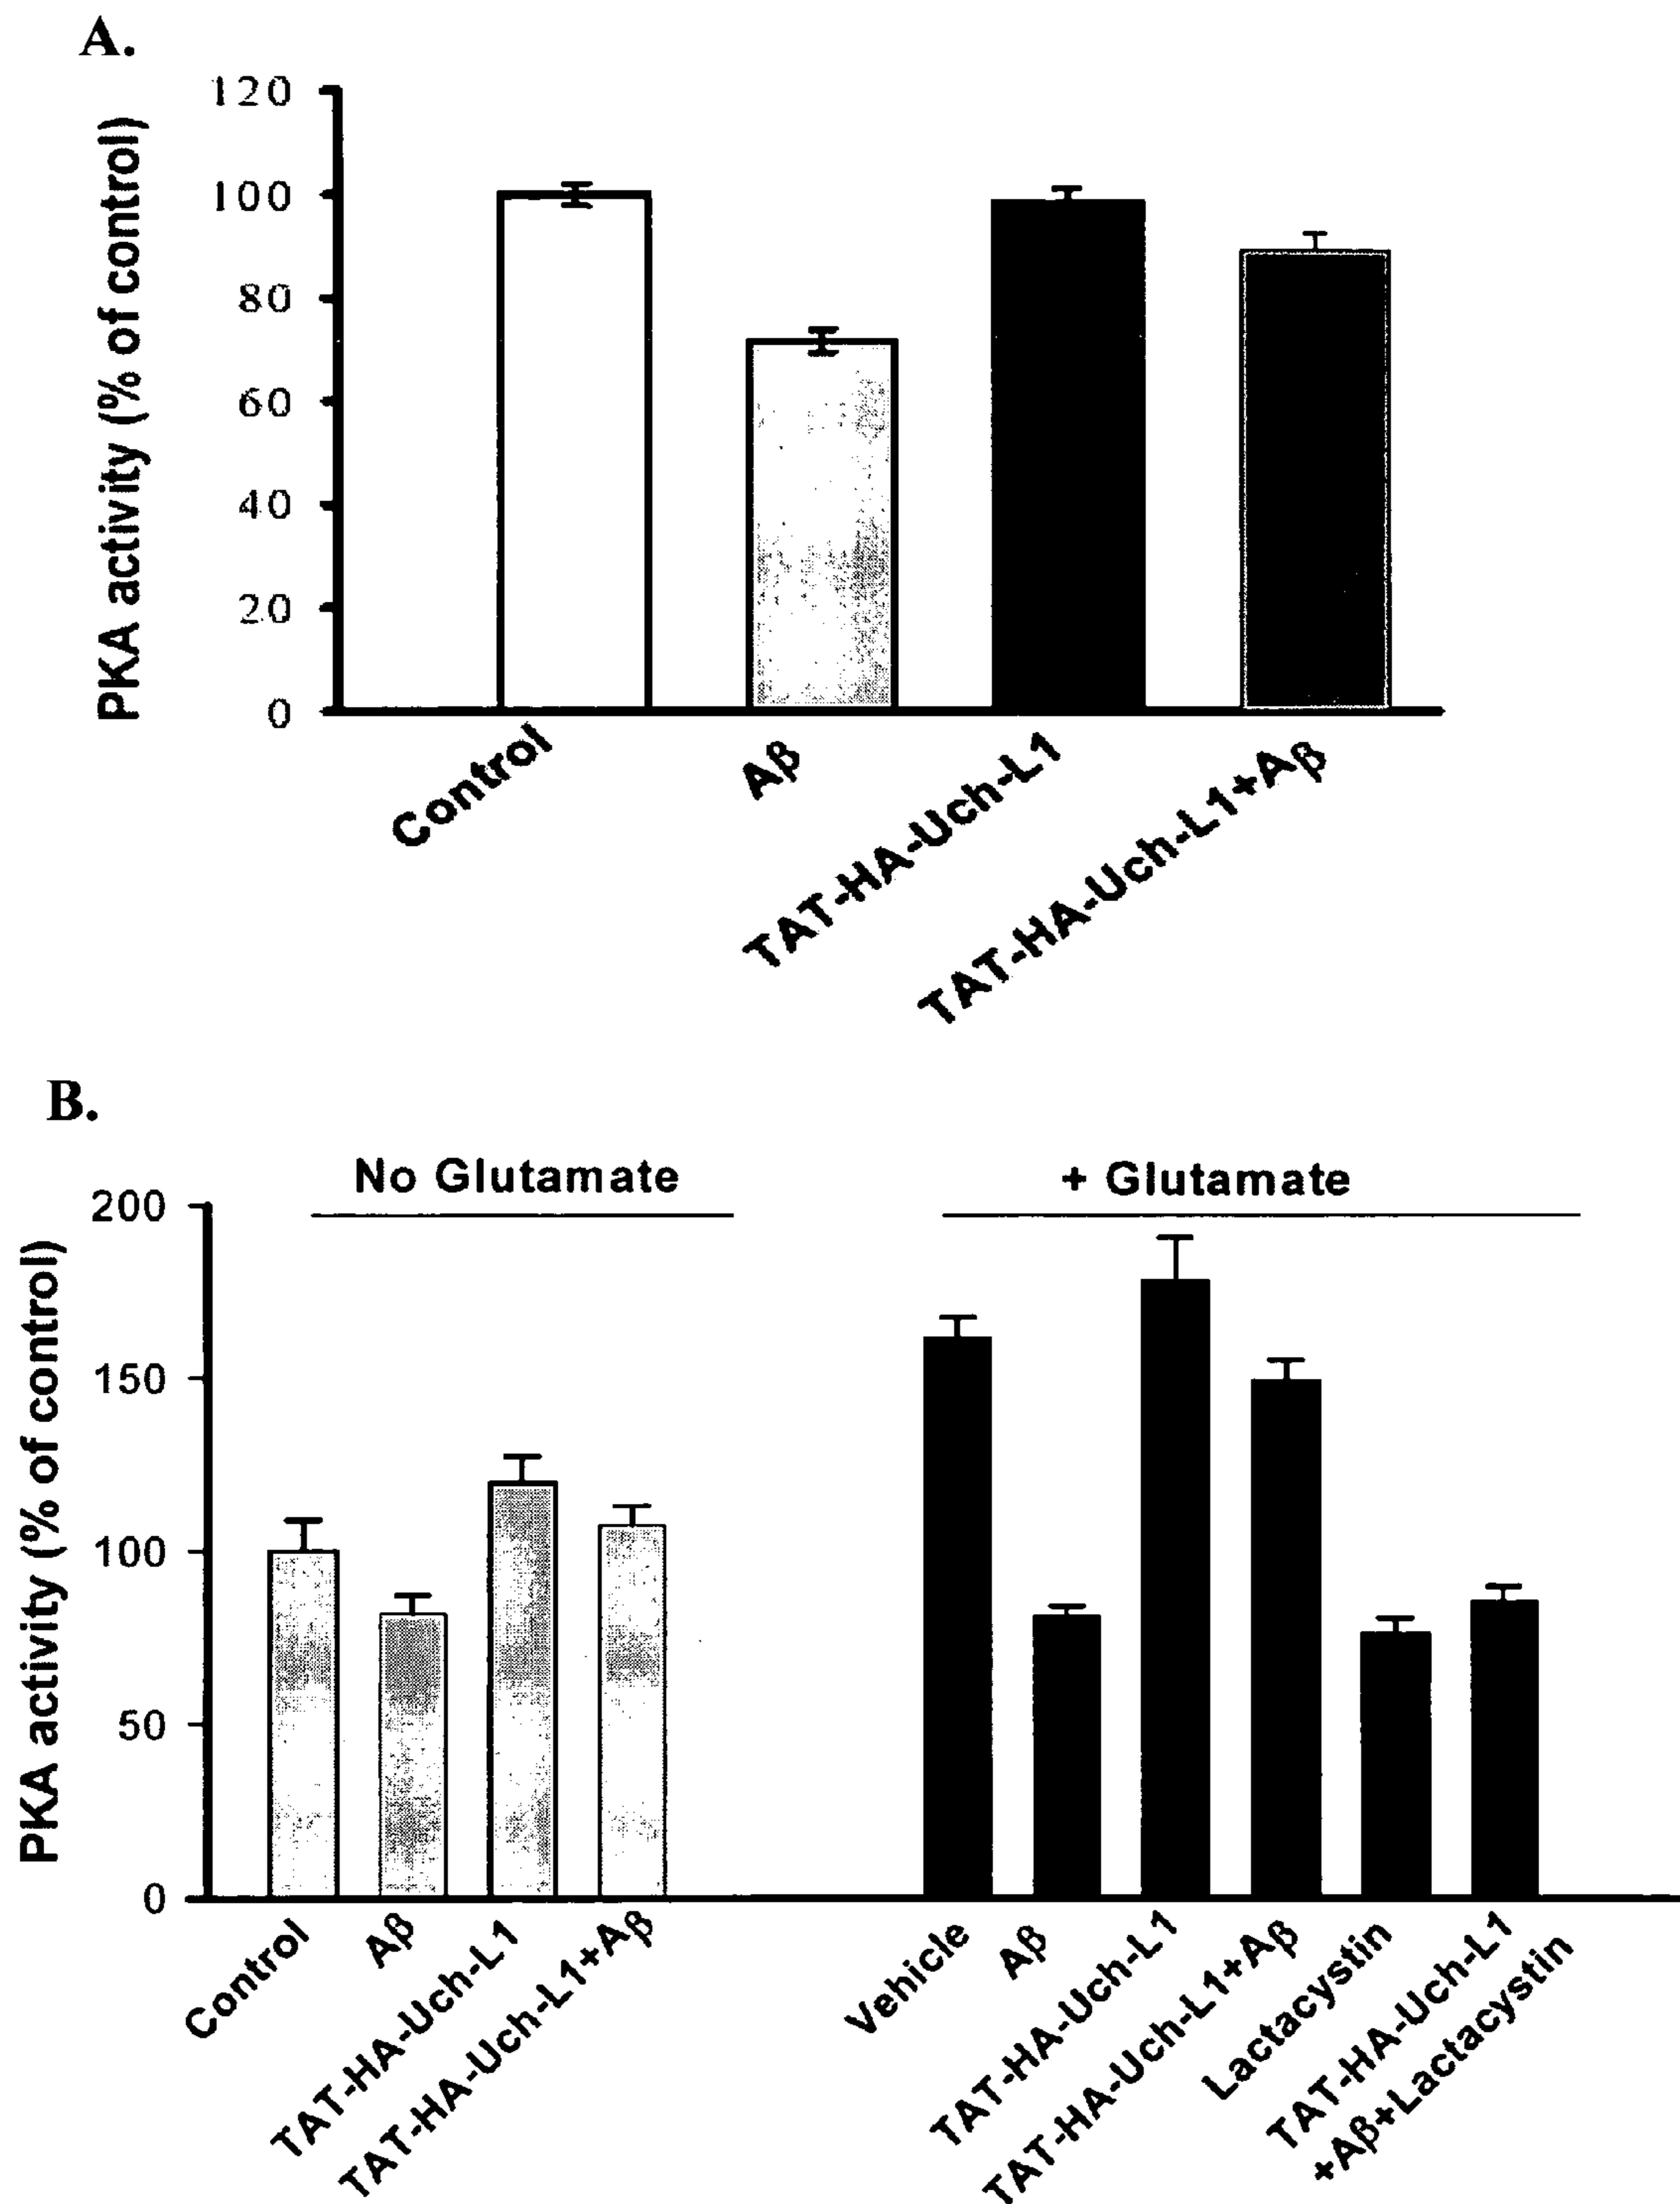 A.
PKA activity (% of control)
120
100
80
60
40
20
0
Control
Aβ
TAT-HA-Uch-L1
TAT-HA-Uch-L1+Aβ
B.
No Glutamate
+ Glutamate
PKA activity (% of control)
200
150
100
50
0
Control
Aβ
TAT-HA-Uch-L1
TAT-HA-Uch-L1+Aβ
Vehicle
Aβ
TAT-HA-Uch-L1
TAT-HA-Uch-L1+Aβ
Lactacystin
TAT-HA-Uch-L1
+Aβ+Lactacystin